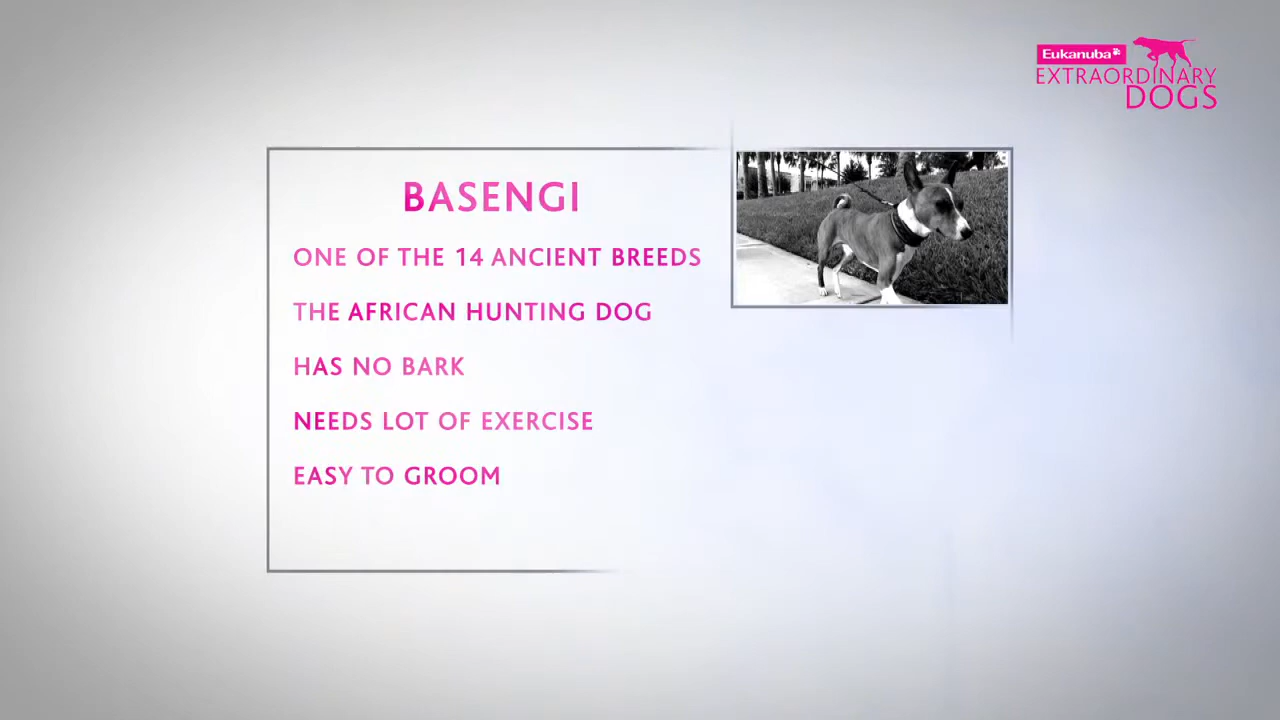 Eukanuba
EXTRAORDINARY
DOGS
BASENGI
ONE OF THE 14 ANCIENT BREEDS
THE AFRICAN HUNTING DOG
HAS NO BARK
NEEDS LOT OF EXERCISE
EASY TO GROOM